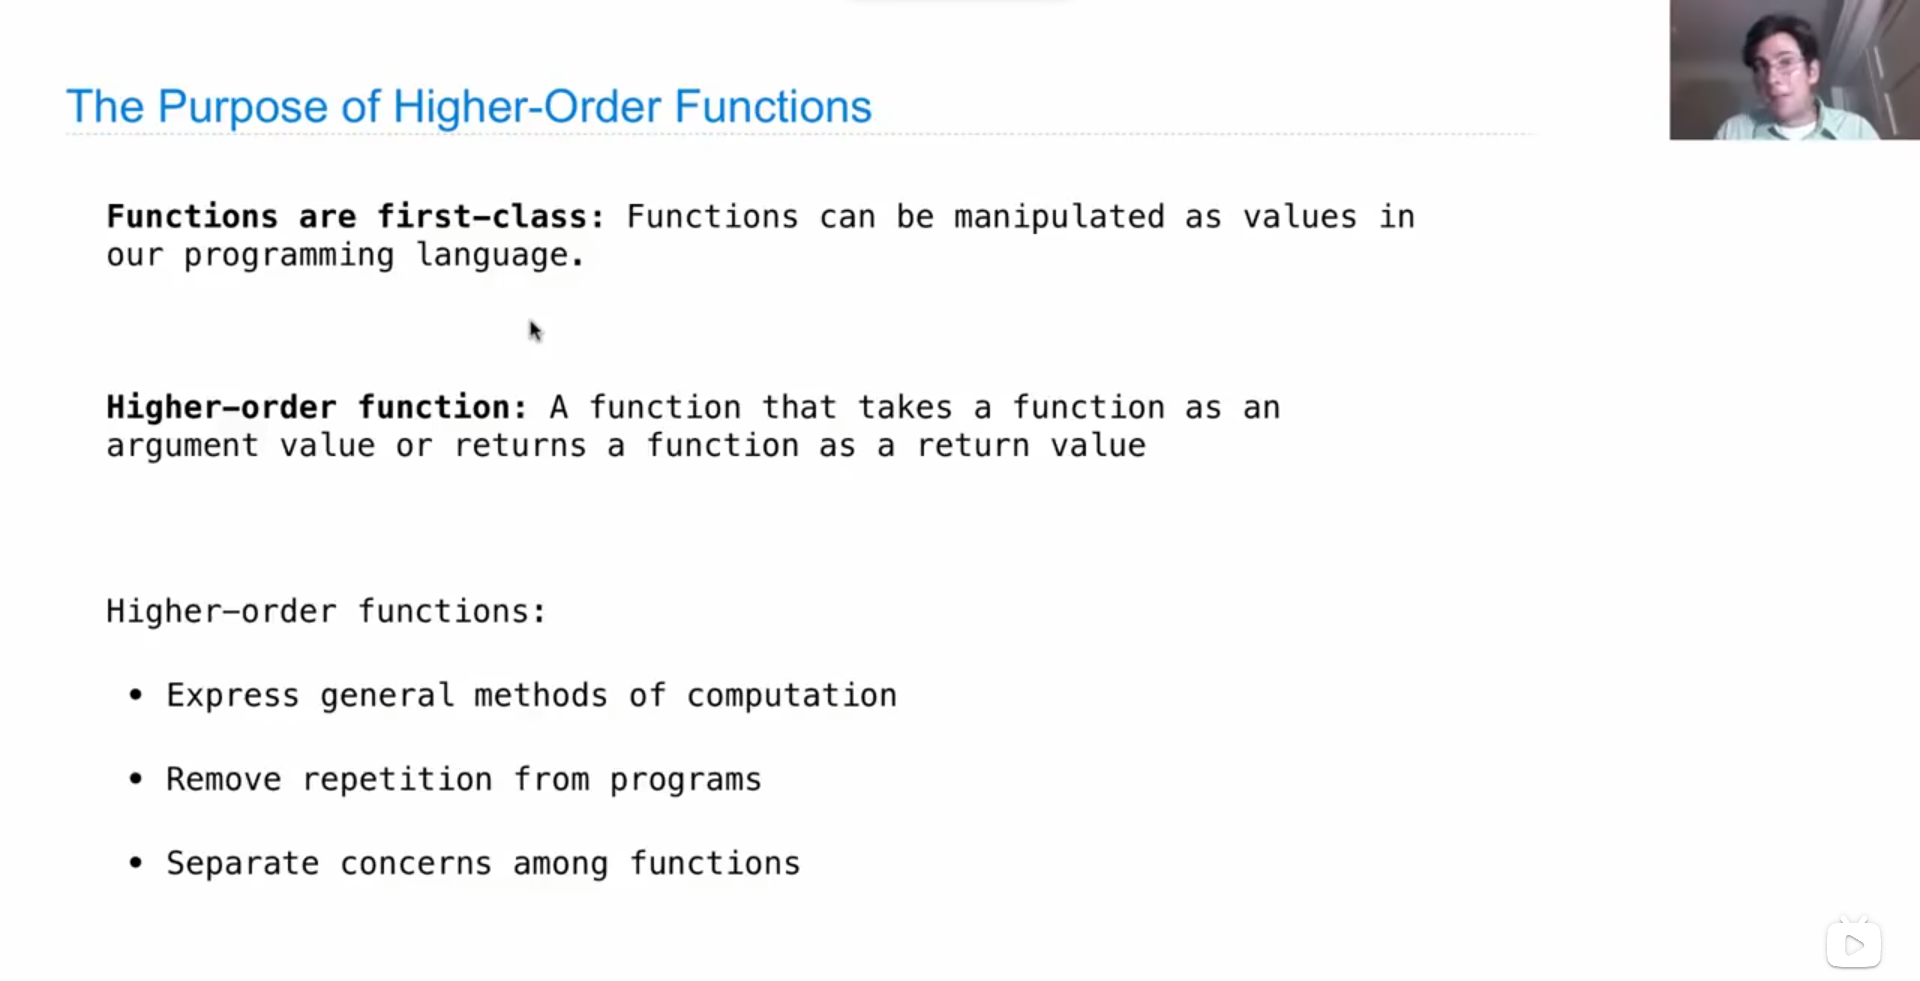 The Purpose of Higher-Order Functions
Functions are first-class: Functions can be manipulated as values in
our programming language.
Higher-order function: A function that takes a function as an
argument value or returns a function as a return value
Higher-order functions:
• Express general methods of computation
• Remove repetition from programs
• Separate concerns among functions